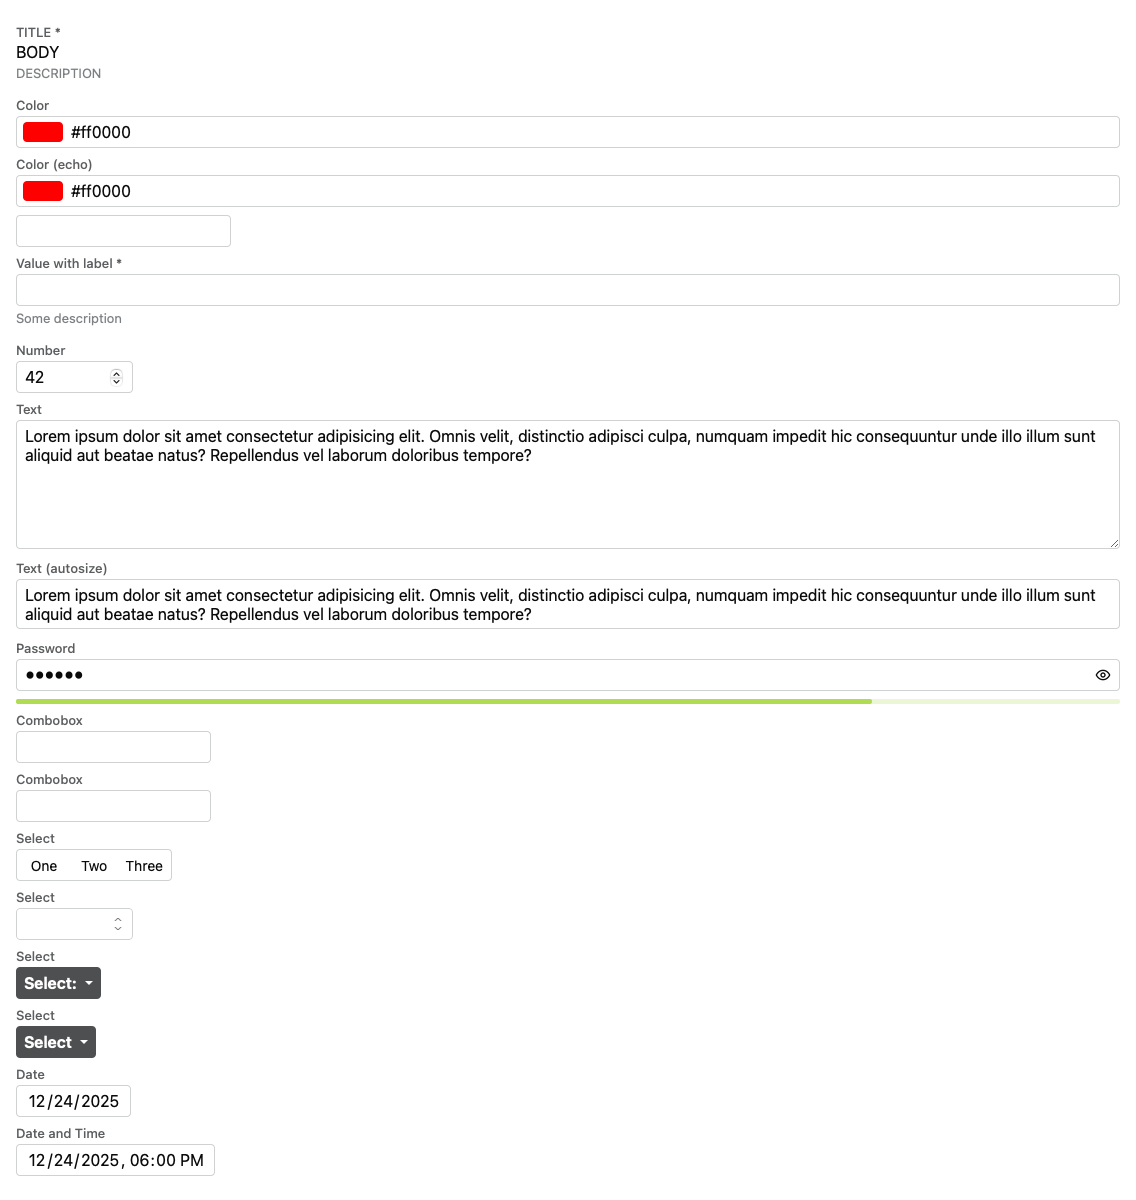 TITLE *
BODY
DESCRIPTION
Color
#ff0000
Color (echo)
#ff0000
Value with label *
Some description
Number
42
Text
Lorem ipsum dolor sit amet consectetur adipisicing elit. Omnis velit, distinctio adipisci culpa, numquam impedit hic consequuntur unde illo illum sunt
aliquid aut beatae natus? Repellendus vel laborum doloribus tempore?
Text (autosize)
Lorem ipsum dolor sit amet consectetur adipisicing elit. Omnis velit, distinctio adipisci culpa, numquam impedit hic consequuntur unde illo illum sunt
aliquid aut beatae natus? Repellendus vel laborum doloribus tempore?
Password
••••••
Combobox
Combobox
Select
One Two Three
Select
Select
Select:
Select
Select
Date
12/24/2025
Date and Time
12/24/2025, 06:00 PM